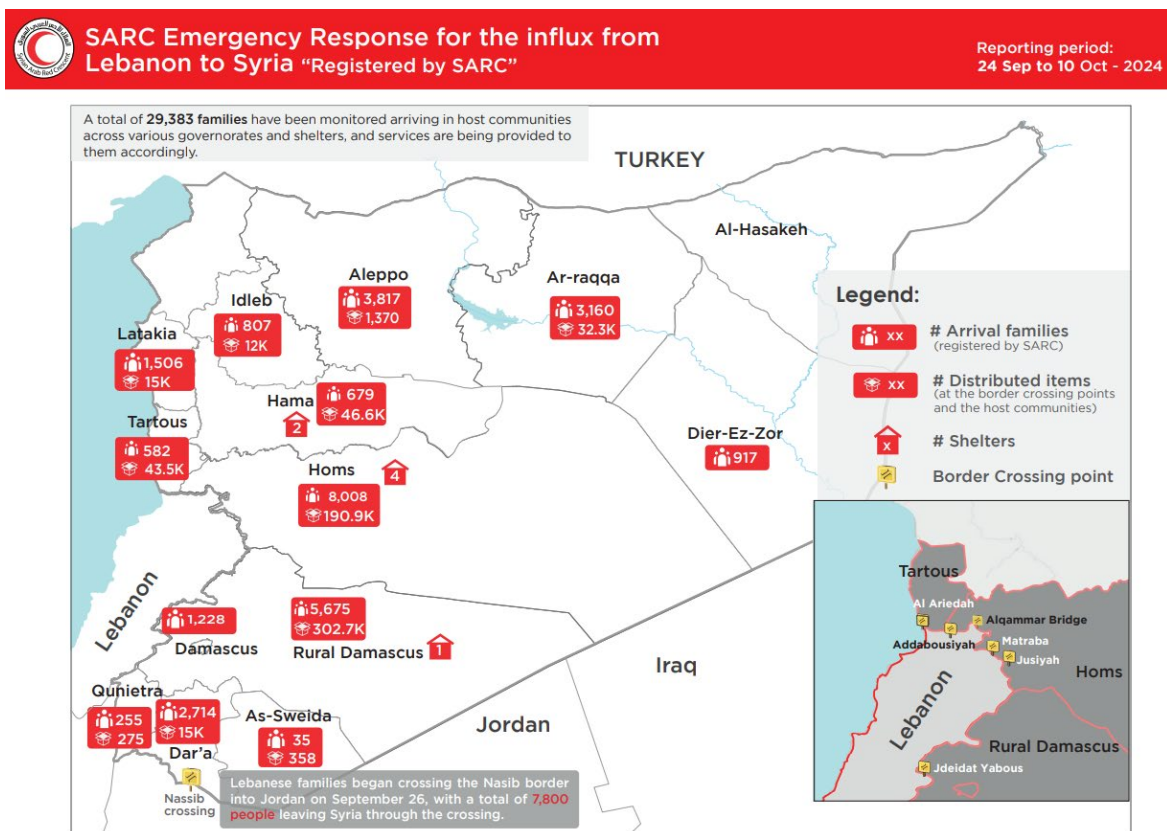 SARC Emergency Response for the influx from
Lebanon to Syria “Registered by SARC”
Reporting period:
24 Sep to 10 Oct - 2024
Syrian Arab Red Crescent
A total of 29,383 families have been monitored arriving in host communities
across various governorates and shelters, and services are being provided to
them accordingly.
TURKEY
Al-Hasakeh
Aleppo
3,817
1,370
Ar-raqqa
3,160
32.3K
Idleb
807
12K
Latakia
1,506
15K
Hama
679
46.6K
2
Tartous
582
43.5K
Homs
4
8,008
190.9K
Dier-Ez-Zor
917
Legend:
XX
# Arrival families
(registered by SARC)
XX
# Distributed items
(at the border crossing points
and the host communities)
X
# Shelters
Border Crossing point
Lebanon
1,228
Damascus
5,675
302.7K
Rural Damascus
1
Iraq
Jordan
Qunietra
255
275
2,714
15K
Dar’a
As-Sweida
35
358
Nassib
crossing
Lebanese families began crossing the Nasib border
into Jordan on September 26, with a total of 7,800
people leaving Syria through the crossing.
Tartous
Al Ariedah
Alqammar Bridge
Addabousiyah
Matraba
Jusiyah
Homs
Lebanon
Rural Damascus
Jdeidat Yabous